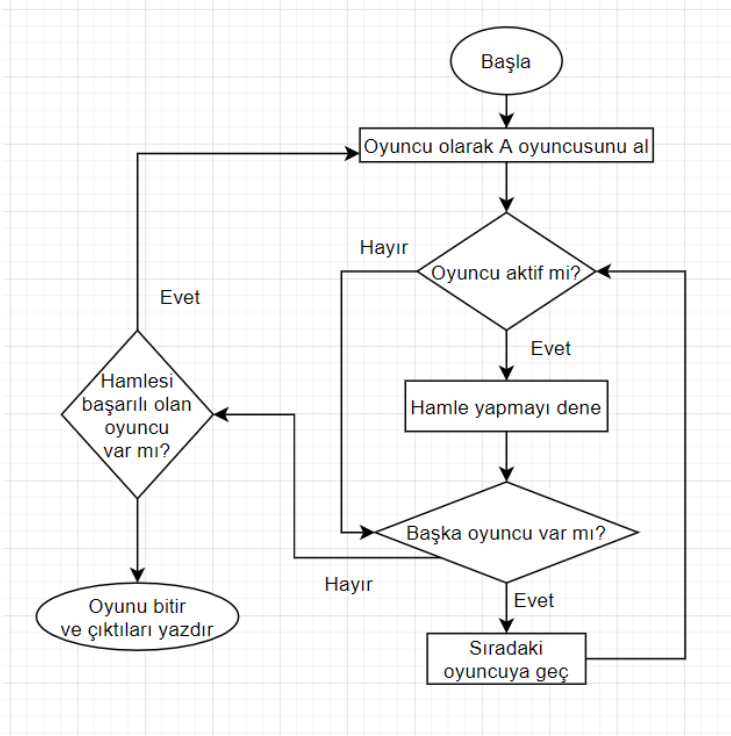 Başla
Oyuncu olarak A oyuncusunu al
Hayır
Oyuncu aktif mi?
Evet
Evet
Hamle yapmayı dene
Hamlesi
başarılı olan
oyuncu
var mı?
Başka oyuncu var mı?
Hayır
Evet
Oyunu bitir
ve çıktıları yazdır
Sıradaki
oyuncuya geç